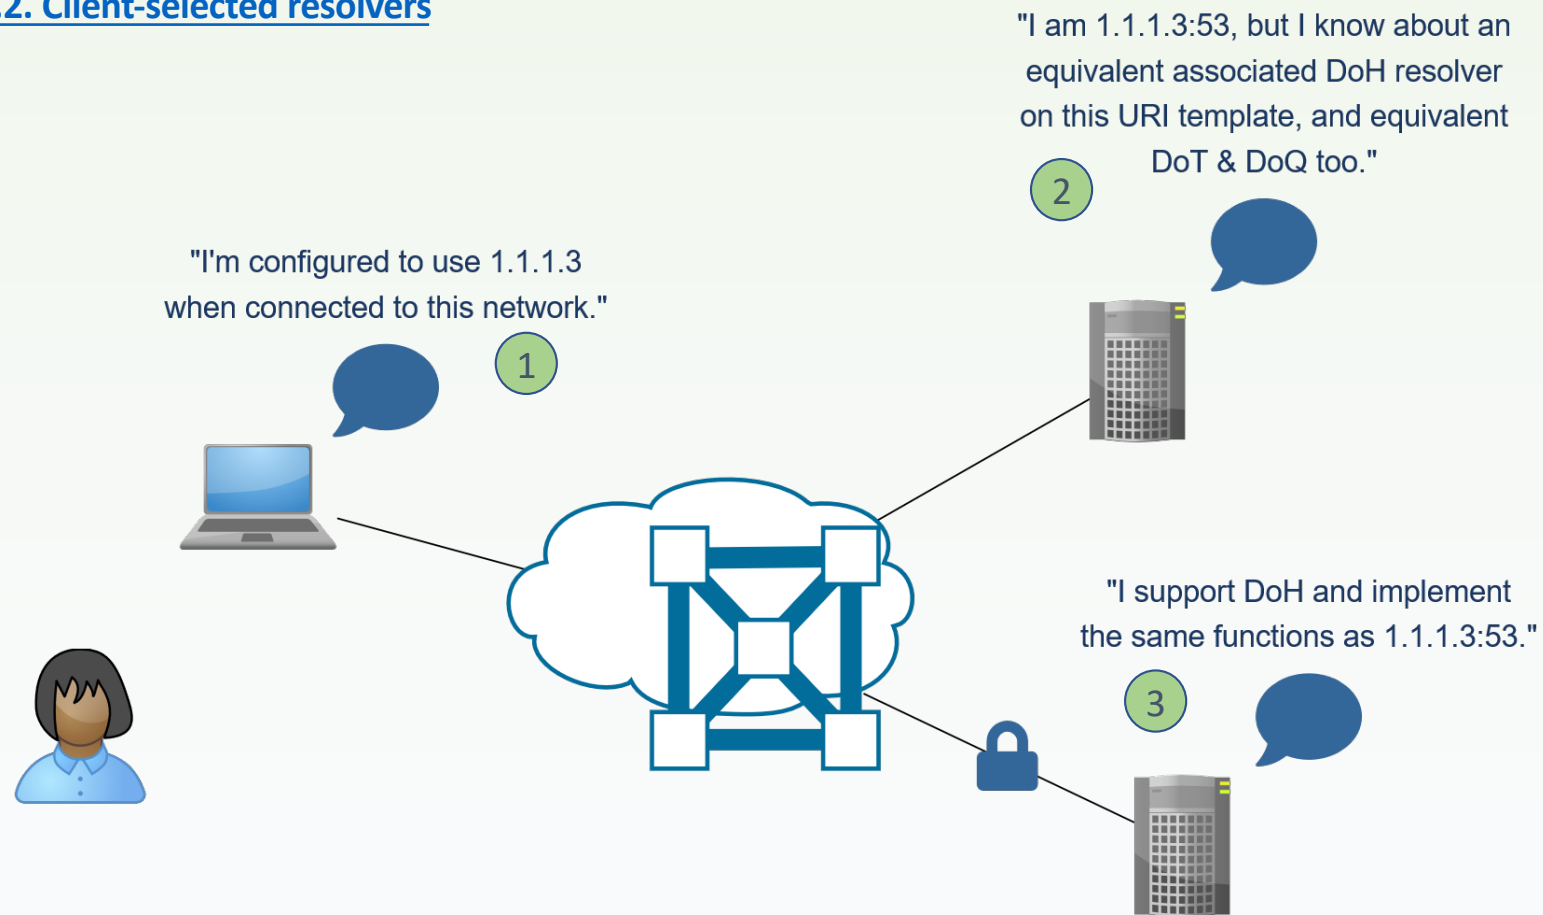 .2. Client-selected resolvers
"I am 1.1.1.3:53, but I know about an
equivalent associated DoH resolver
on this URI template, and equivalent
DoT & DoQ too."
2
"I'm configured to use 1.1.1.3
when connected to this network."
1
"I support DoH and implement
the same functions as 1.1.1.3:53."
3